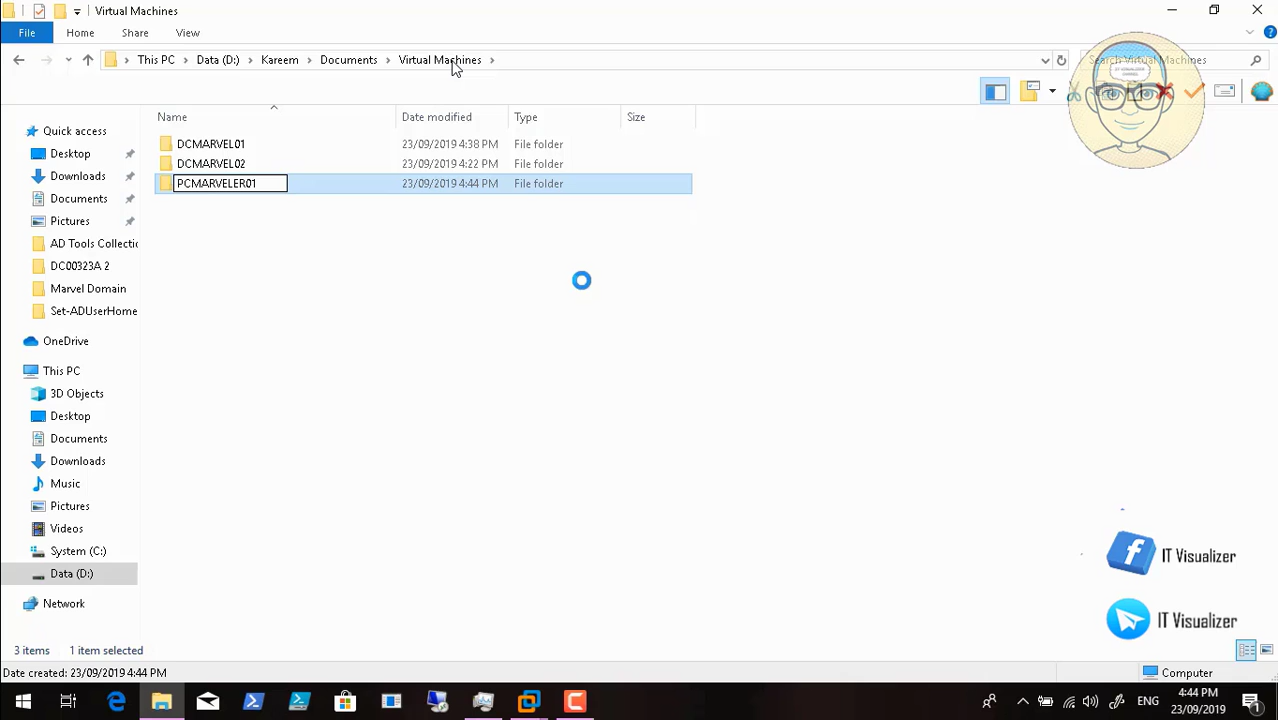 Virtual Machines
File Home Share View
This PC Data (D:) Kareem Documents Virtual Machines
Search Virtual Machines
Name Date modified Type Size
DCMARVEL01 23/09/2019 4:38 PM File folder
DCMARVEL02 23/09/2019 4:22 PM File folder
PCMARVELER01 23/09/2019 4:44 PM File folder
Quick access
Desktop
Downloads
Documents
Pictures
AD Tools Collectic
DC00323A 2
Marvel Domain
Set-ADUserHome
OneDrive
This PC
3D Objects
Desktop
Documents
Downloads
Music
Pictures
Videos
System (C:)
Data (D:)
Network
IT Visualizer
IT Visualizer
3 items 1 item selected
Date created: 23/09/2019 4:44 PM
Computer
ENG
4:44 PM
23/09/2019
1